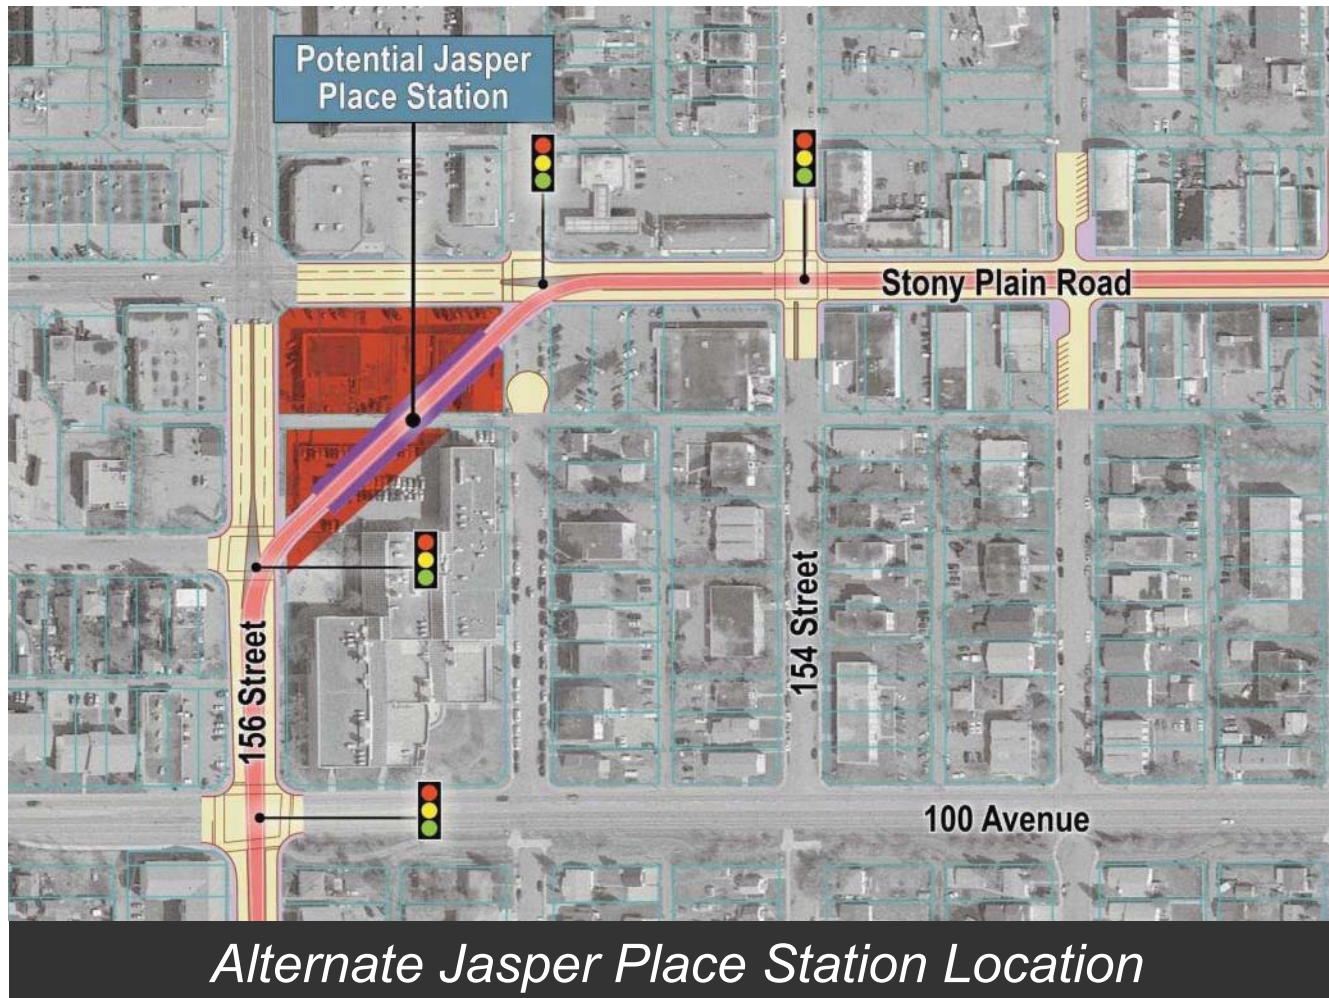 Potential Jasper
Place Station
Stony Plain Road
154 Street
156 Street
100 Avenue
Alternate Jasper Place Station Location